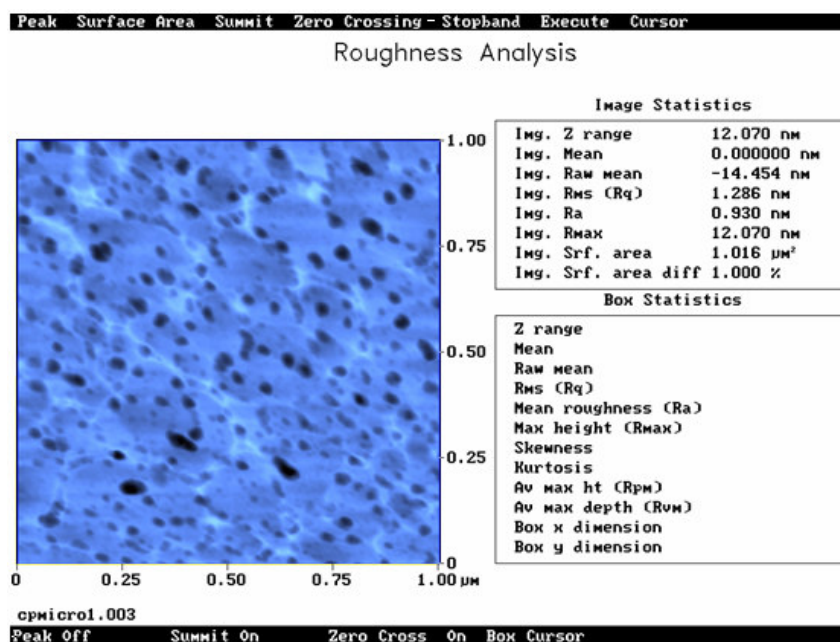 Peak Surface Area Summit Zero Crossing - Stopband Execute Cursor
Roughness Analysis
Image Statistics
Img. Z range 12.070 nm
Img. Mean 0.000000 nm
Img. Raw mean -14.454 nm
Img. Rms (Rq) 1.286 nm
Img. Ra 0.930 nm
Img. Rmax 12.070 nm
Img. Srf. area 1.016 µm²
Img. Srf. area diff 1.000 %
Box Statistics
Z range
Mean
Raw mean
Rms (Rq)
Mean roughness (Ra)
Max height (Rmax)
Skewness
Kurtosis
Av max ht (Rpm)
Av max depth (Rvm)
Box x dimension
Box y dimension
1.00
0.75
0.50
0.25
0
0 0.25 0.50 0.75 1.00 µm
cpmicro1.003
Peak Off Summit On Zero Cross On Box Cursor